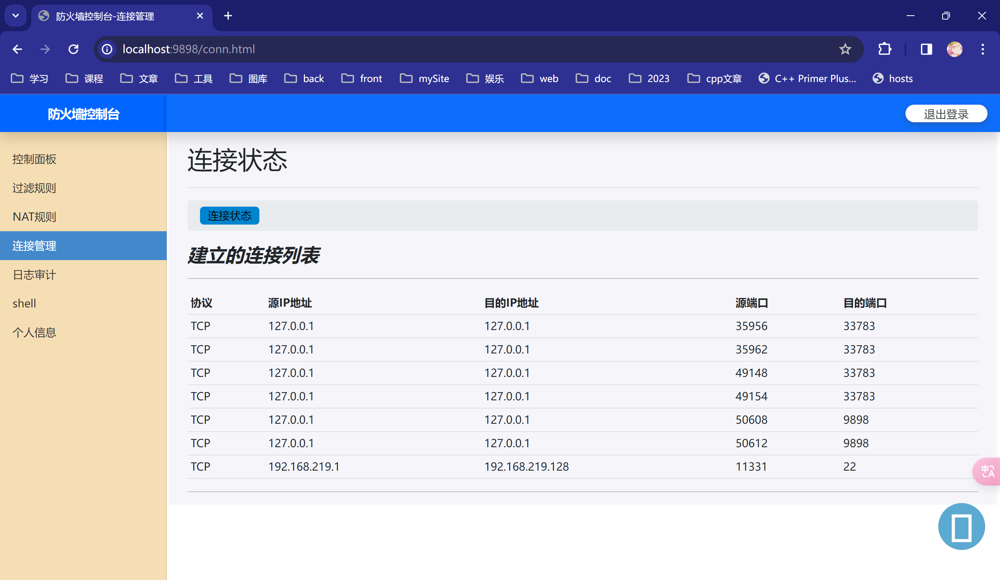 防火墙控制台-连接管理
localhost:9898/conn.html
学习 课程 文章 工具 图库 back front mySite 娱乐 web doc 2023 cpp文章 C++ Primer Plus... hosts
防火墙控制台 退出登录
控制面板
过滤规则
NAT规则
连接管理
日志审计
shell
个人信息
连接状态
连接状态
建立的连接列表
协议 源IP地址 目的IP地址 源端口 目的端口
TCP 127.0.0.1 127.0.0.1 35956 33783
TCP 127.0.0.1 127.0.0.1 35962 33783
TCP 127.0.0.1 127.0.0.1 49148 33783
TCP 127.0.0.1 127.0.0.1 49154 33783
TCP 127.0.0.1 127.0.0.1 50608 9898
TCP 127.0.0.1 127.0.0.1 50612 9898
TCP 192.168.219.1 192.168.219.128 11331 22
中A